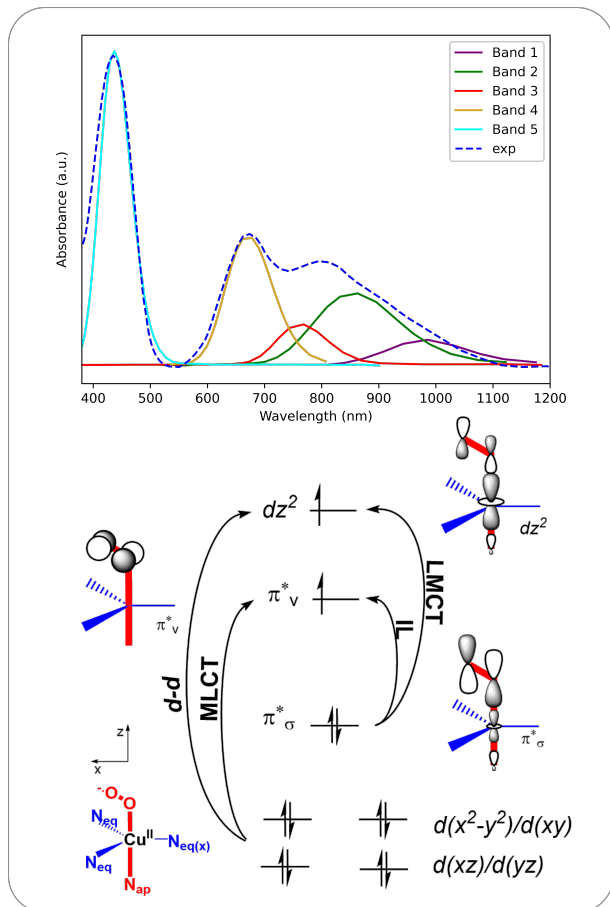 Absorbance (a.u.)
Band 1
Band 2
Band 3
Band 4
Band 5
exp
400 500 600 700 800 900 1000 1100 1200
Wavelength (nm)
dz²
dz²
π*ᵥ
π*ᵥ
LMCT
IL
d-d
MLCT
π*σ
π*σ
z
x
⁻O-O
Neq
Cuᴵᴵ
Neq(x)
Neq
Nap
d(x²-y²)/d(xy)
d(xz)/d(yz)